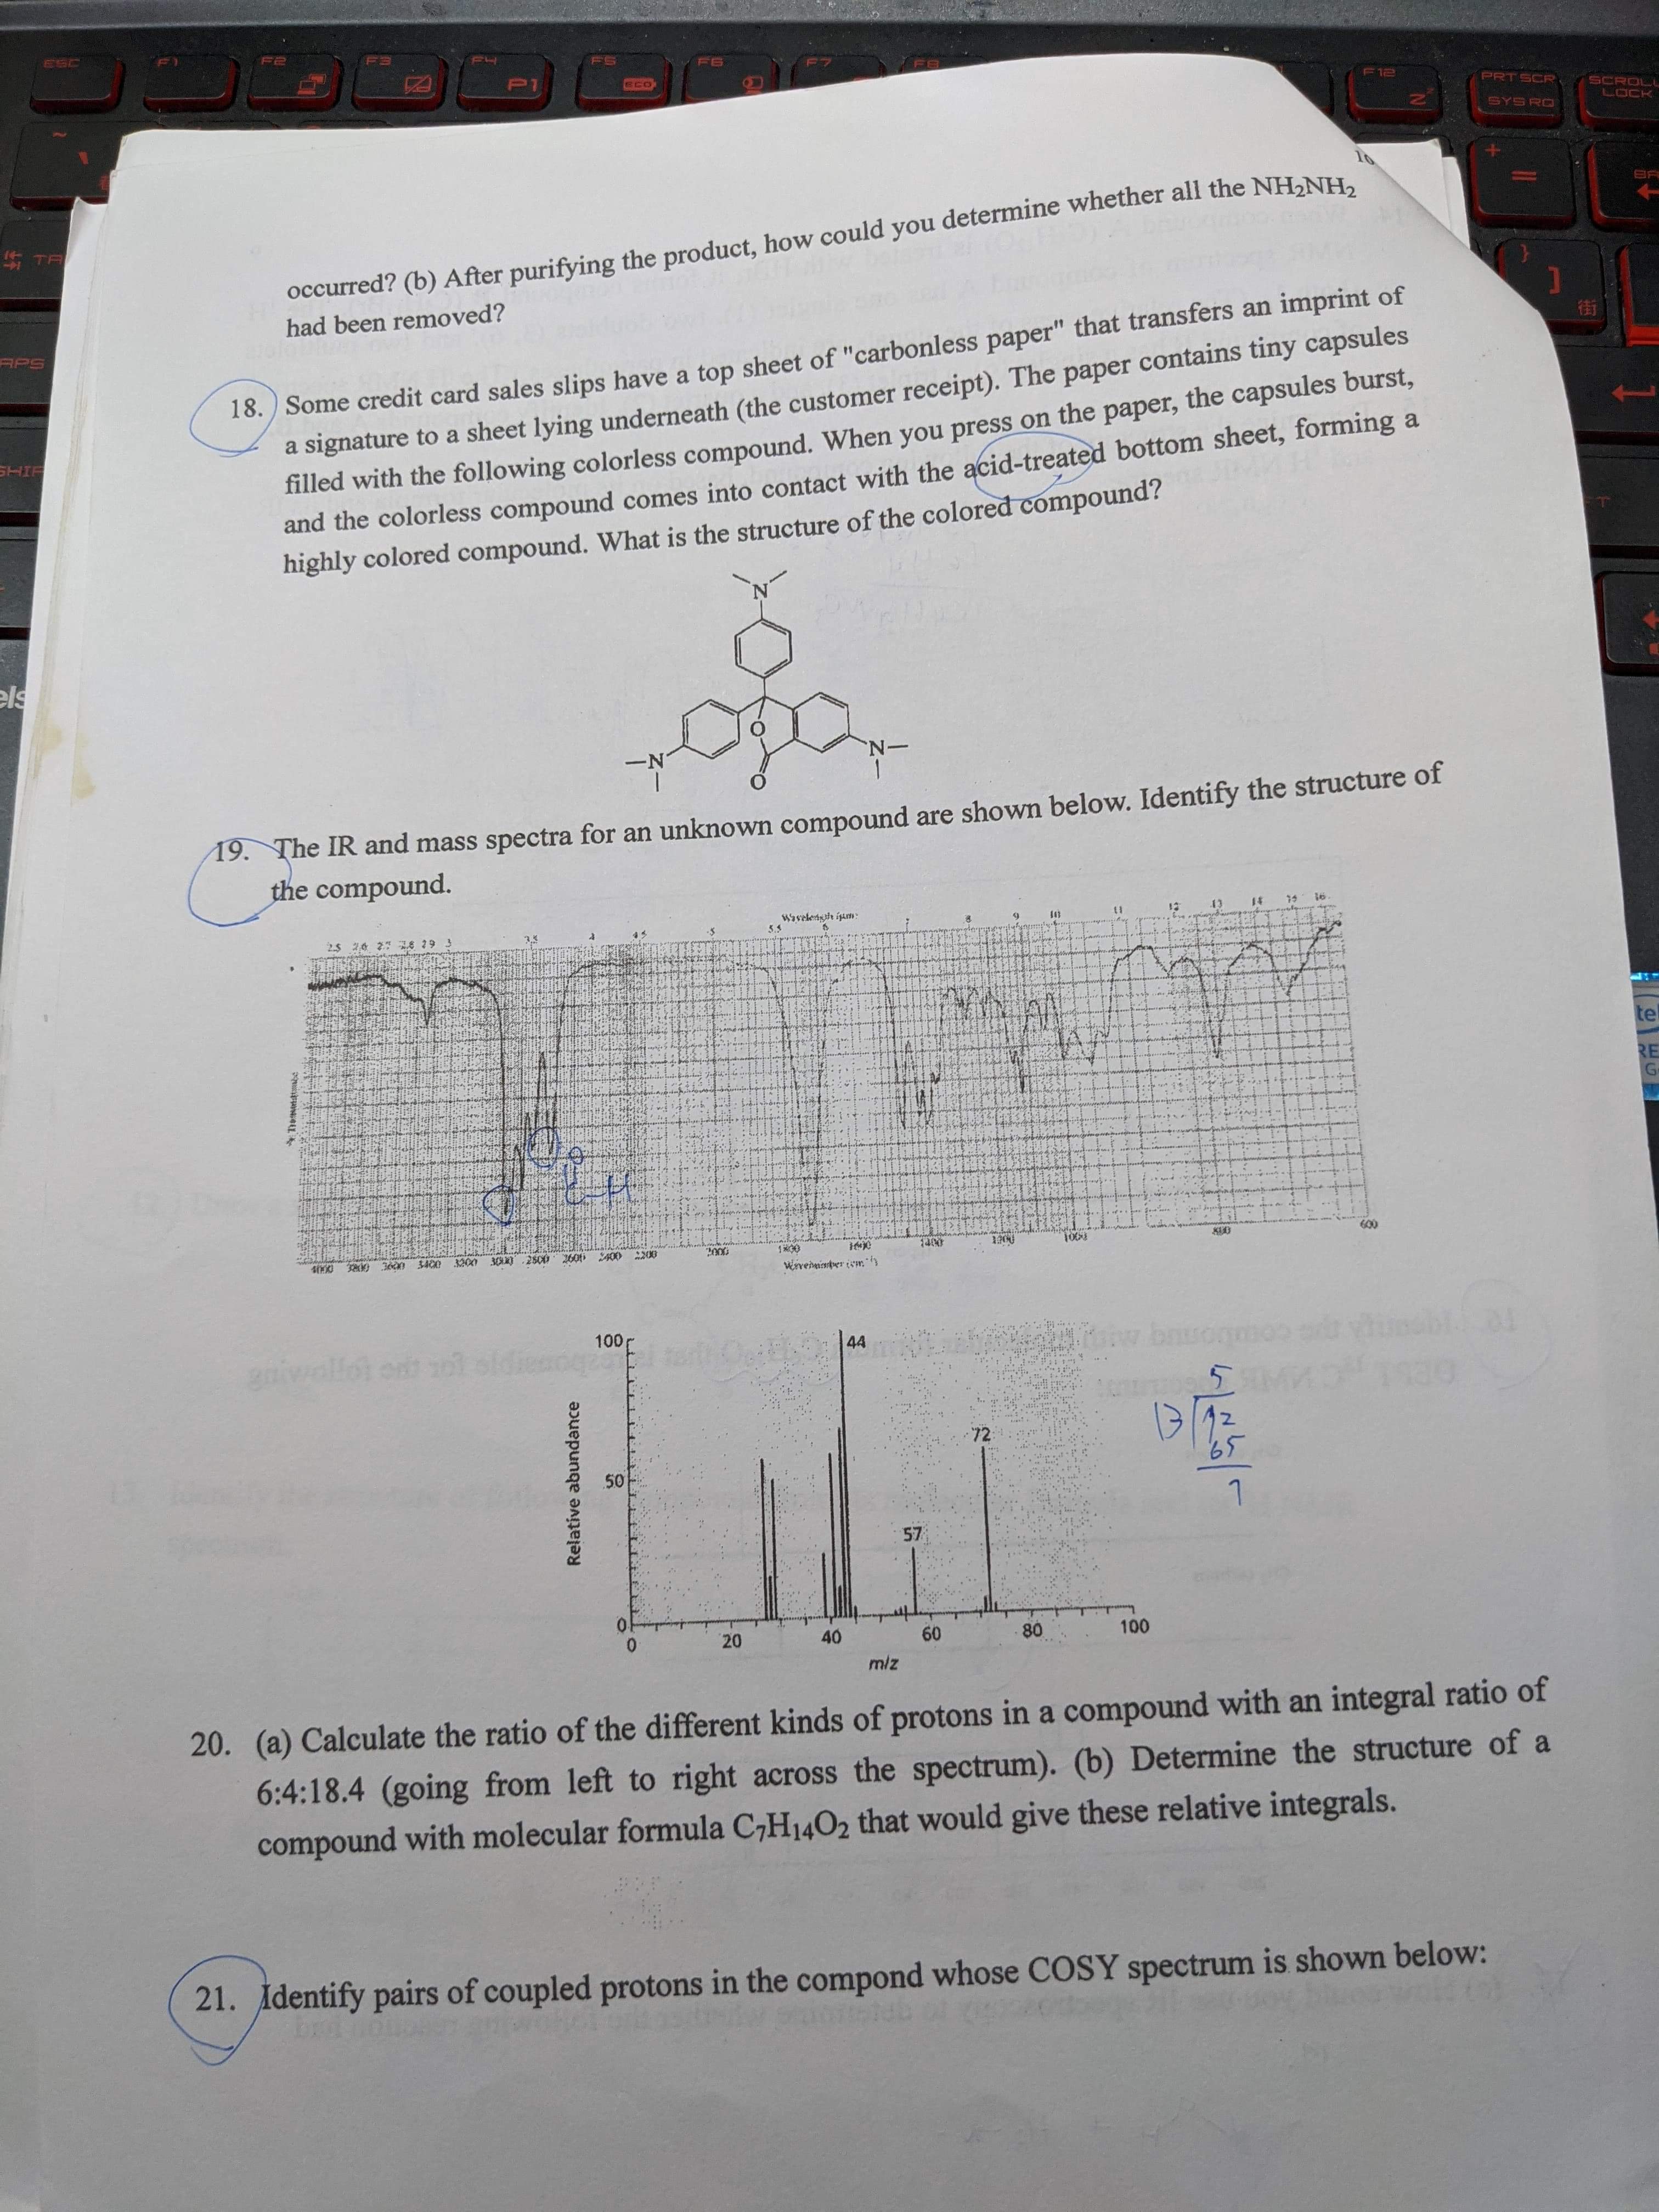 ESC F1 F2 F3 F4 P1 F5 ECO F6 F7 F8 F12 PRT SCR SYS RQ SCROLL LOCK
occurred? (b) After purifying the product, how could you determine whether all the NH₂NH₂
had been removed?
18. Some credit card sales slips have a top sheet of "carbonless paper" that transfers an imprint of
a signature to a sheet lying underneath (the customer receipt). The paper contains tiny capsules
filled with the following colorless compound. When you press on the paper, the capsules burst,
and the colorless compound comes into contact with the acid-treated bottom sheet, forming a
highly colored compound. What is the structure of the colored compound?
N
O
N
N
O
19. The IR and mass spectra for an unknown compound are shown below. Identify the structure of
the compound.
Wavelength (μm)
2.5 2.6 2.7 2.8 2.9 3 3.5 4 4.5 5 5.5 6 7 8 9 10 11 12 13 14 15 16
% Transmittance
O
C-H
4000 3800 3600 3400 3200 3000 2800 2600 2400 2200 2000 1800 1600 1400 1200 1000 800 600
Wavenumber (cm⁻¹)
100
44
72
50
57
0
Relative abundance
0 20 40 60 80 100
m/z
5
13
65
7
20. (a) Calculate the ratio of the different kinds of protons in a compound with an integral ratio of
6:4:18.4 (going from left to right across the spectrum). (b) Determine the structure of a
compound with molecular formula C₇H₁₄O₂ that would give these relative integrals.
21. Identify pairs of coupled protons in the compond whose COSY spectrum is shown below: